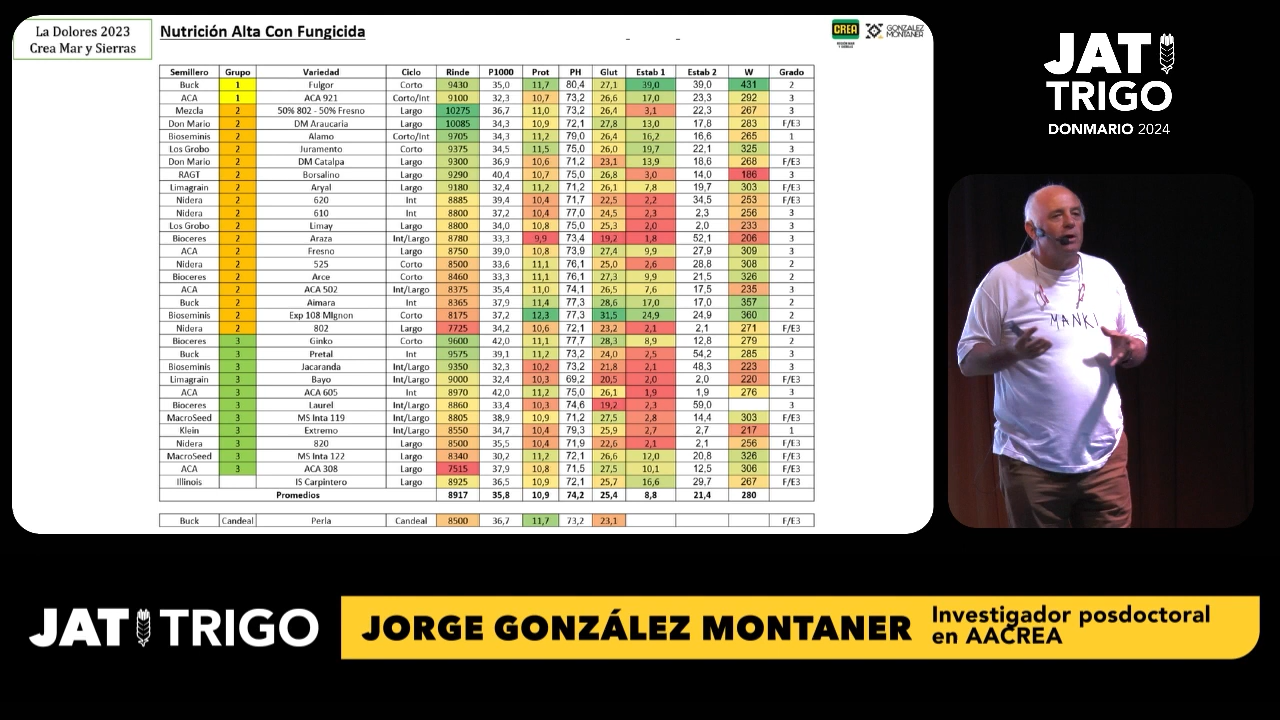 La Dolores 2023
Crea Mar y Sierras
Nutrición Alta Con Fungicida
CREA
GONZALEZ
MONTANER
Semillero Grupo Variedad Ciclo Rinde P1000 Prot PH Glut Estab 1 Estab 2 W Grado
Buck 1 Fulgor Corto 9430 35,0 11,7 80,4 27,1 39,0 39,0 431 2
ACA 1 ACA 921 Corto/Int 9100 32,3 10,7 73,2 26,6 17,0 23,3 292 3
Mezcla 2 50% 802 - 50% Fresno Largo 10275 36,7 11,0 73,2 26,4 3,1 22,3 267 3
Don Mario 2 DM Araucaria Largo 10085 34,3 10,9 72,1 27,8 13,0 17,8 283 F/E3
Bioseminis 2 Alamo Corto/Int 9705 34,3 11,2 79,0 26,4 16,2 16,6 265 1
Los Grobo 2 Juramento Corto 9375 34,5 11,5 75,0 26,0 19,7 22,1 325 3
Don Mario 2 DM Catalpa Largo 9300 36,9 10,6 71,2 23,1 13,9 18,6 268 F/E3
RAGT 2 Borsalino Largo 9290 40,4 10,7 75,0 26,8 3,0 14,0 186 3
Limagrain 2 Aryal Largo 9180 32,4 11,2 71,2 26,1 7,8 19,7 303 F/E3
Nidera 2 620 Int 8885 39,4 10,4 71,7 22,5 2,2 34,5 253 F/E3
Nidera 2 610 Int 8800 37,2 10,4 77,0 24,5 2,3 2,3 256 3
Los Grobo 2 Limay Largo 8800 34,0 10,8 75,0 25,3 2,0 2,0 233 3
Bioceres 2 Araza Int/Largo 8780 33,3 9,9 73,4 19,2 1,8 52,1 206 3
ACA 2 Fresno Largo 8750 39,0 10,8 73,9 27,4 9,9 27,9 309 3
Nidera 2 525 Corto 8500 33,6 11,1 76,1 25,0 2,6 28,8 308 2
Bioceres 2 Arce Corto 8460 33,3 11,0 76,1 27,3 9,9 21,5 326 2
ACA 2 ACA 502 Int/Largo 8375 35,4 11,0 74,1 26,5 7,6 17,5 235 3
Buck 2 Aimara Int 8365 37,9 11,4 77,3 28,6 17,0 17,0 357 2
Bioseminis 2 Exp 108 MIgnon Corto 8175 37,2 12,3 77,3 31,5 24,9 24,9 360 2
Nidera 2 802 Largo 7725 34,2 10,6 72,1 23,2 2,1 2,1 271 F/E3
Bioceres 3 Ginko Corto 9600 42,0 11,1 77,7 28,3 8,9 12,8 279 2
Buck 3 Pretal Int 9575 39,1 11,2 73,2 24,0 2,5 54,2 285 3
Bioseminis 3 Jacaranda Int/Largo 9350 32,3 10,2 73,2 21,8 2,1 48,3 223 3
Limagrain 3 Bayo Int/Largo 9000 32,4 10,3 69,2 20,5 2,0 2,0 220 F/E3
ACA 3 ACA 605 Int 8970 42,0 11,2 75,0 26,1 1,9 1,9 276 3
Bioceres 3 Laurel Int/Largo 8860 33,4 10,3 74,6 19,2 2,3 59,0 3
MacroSeed 3 MS Inta 119 Int/Largo 8805 38,9 10,9 71,2 27,5 2,8 14,4 303 F/E3
Klein 3 Extremo Int/Largo 8550 34,7 10,4 79,3 25,9 2,7 2,7 217 1
Nidera 3 820 Largo 8500 35,5 10,4 71,9 22,6 2,1 2,1 256 F/E3
MacroSeed 3 MS Inta 122 Largo 8340 30,2 11,2 72,1 26,6 12,0 20,8 326 F/E3
ACA 3 ACA 308 Largo 7515 37,9 10,8 71,5 27,5 10,1 12,5 306 F/E3
Illinois IS Carpintero Largo 8925 36,5 10,9 72,1 25,7 16,6 29,7 267 F/E3
Promedios 8917 35,8 10,9 74,2 25,4 8,8 21,4 280
Buck Candeal Perla Candeal 8500 36,7 11,7 73,2 23,1 F/E3
JAT
TRIGO
DONMARIO 2024
MANKI
JAT TRIGO
JORGE GONZÁLEZ MONTANER
Investigador posdoctoral
en AACREA